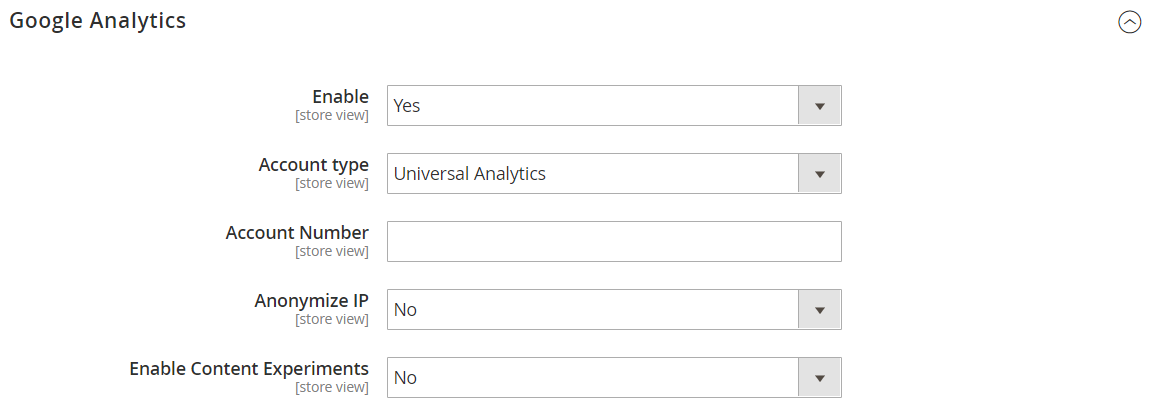 Google Analytics
Enable
[store view]
Yes
Account type
[store view]
Universal Analytics
Account Number
[store view]
Anonymize IP
[store view]
No
Enable Content Experiments
[store view]
No